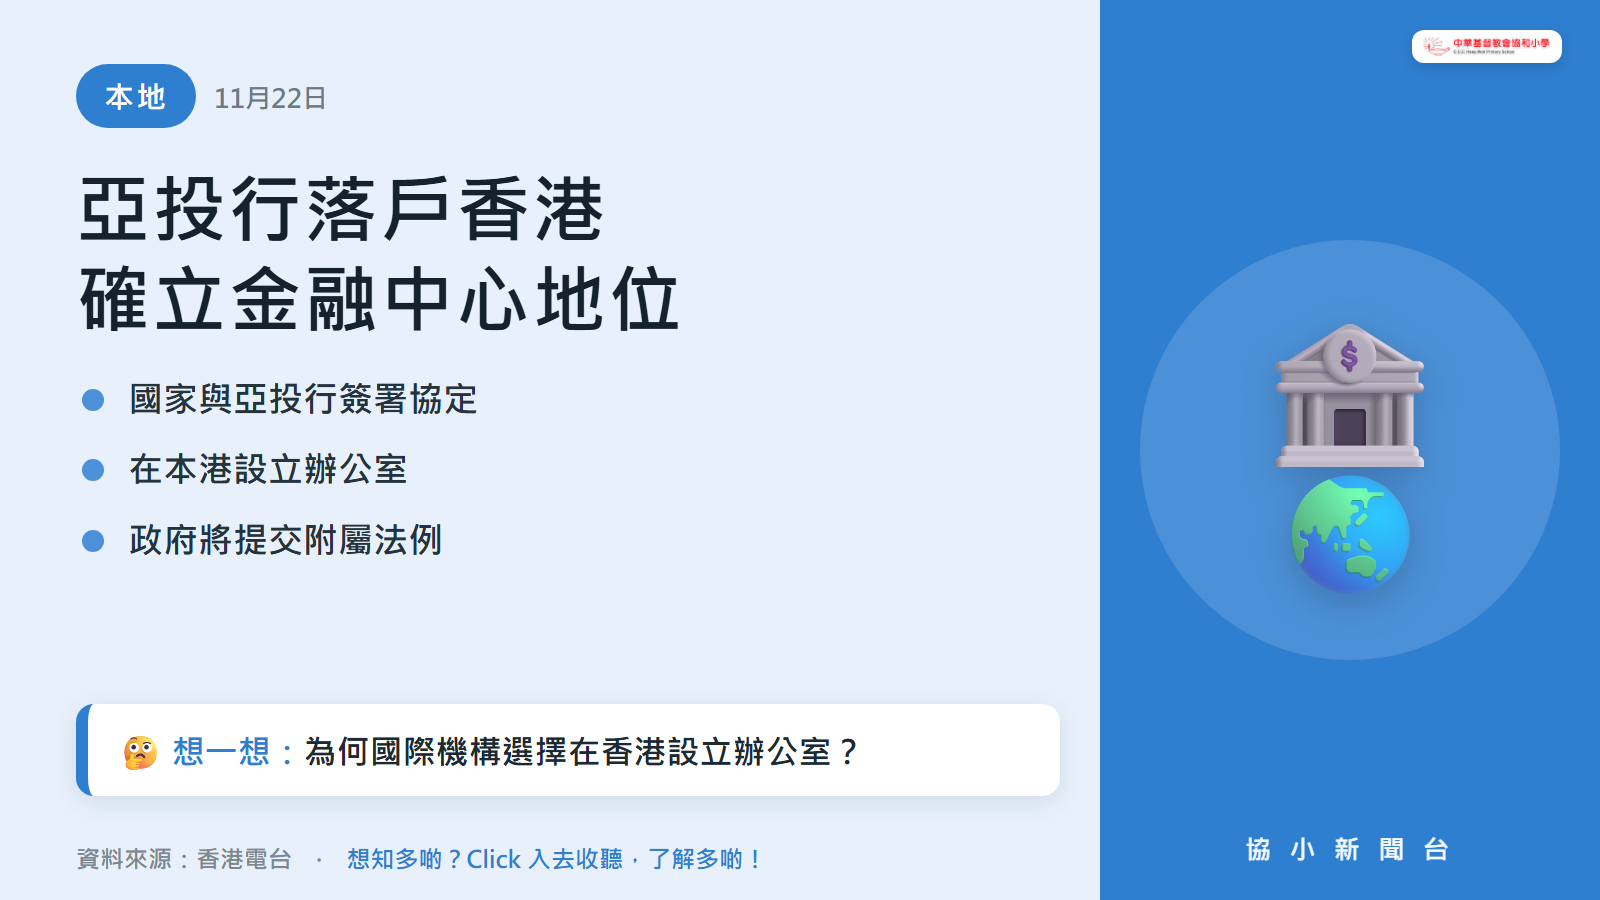 中華基督教會協和小學
本地 11月22日
亞投行落戶香港
確立金融中心地位
國家與亞投行簽署協定
在本港設立辦公室
政府將提交附屬法例
$
想一想：為何國際機構選擇在香港設立辦公室？
資料來源：香港電台 · 想知多啲？Click 入去收聽，了解多啲！
協小新聞台